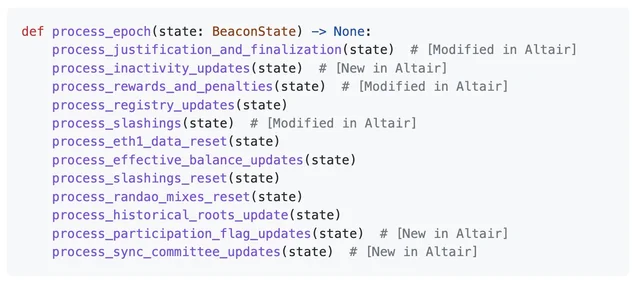 def process_epoch(state: BeaconState) -> None:
    process_justification_and_finalization(state)  # [Modified in Altair]
    process_inactivity_updates(state)  # [New in Altair]
    process_rewards_and_penalties(state)  # [Modified in Altair]
    process_registry_updates(state)
    process_slashings(state)  # [Modified in Altair]
    process_eth1_data_reset(state)
    process_effective_balance_updates(state)
    process_slashings_reset(state)
    process_randao_mixes_reset(state)
    process_historical_roots_update(state)
    process_participation_flag_updates(state)  # [New in Altair]
    process_sync_committee_updates(state)  # [New in Altair]